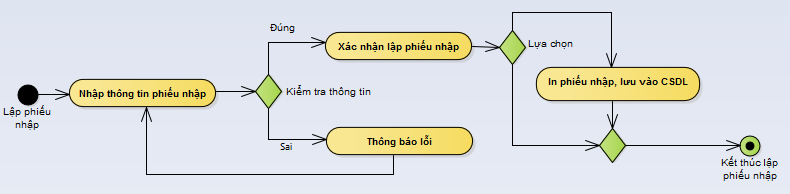 Lập phiếu
nhập
Nhập thông tin phiếu nhập
Đúng
Kiểm tra thông tin
Sai
Xác nhận lập phiếu nhập
Thông báo lỗi
Lựa chọn
In phiếu nhập, lưu vào CSDL
Kết thúc lập
phiếu nhập